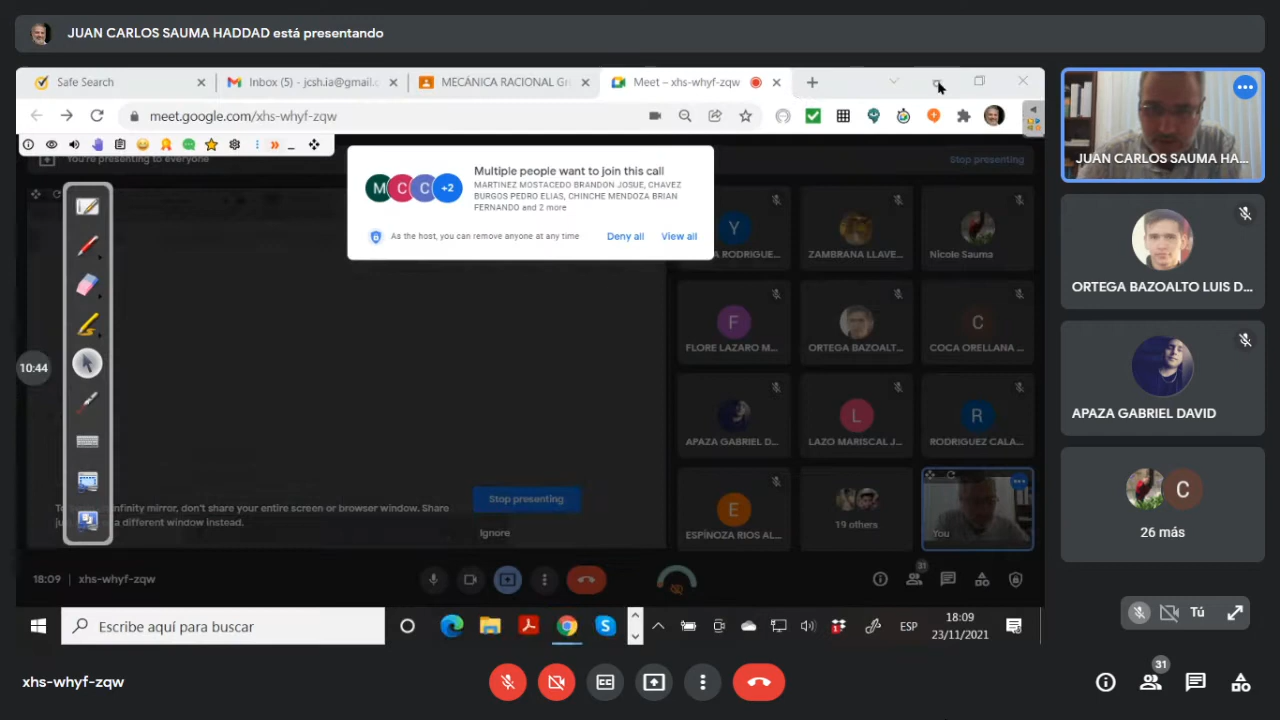 JUAN CARLOS SAUMA HADDAD está presentando
Safe Search
Inbox (5) - jcsh.ia@gmail.c
MECÁNICA RACIONAL Gr
Meet – xhs-whyf-zqw
meet.google.com/xhs-whyf-zqw
You're presenting to everyone
Stop presenting
Multiple people want to join this call
MARTINEZ MOSTACEDO BRANDON JOSUE, CHAVEZ
BURGOS PEDRO ELIAS, CHINCHE MENDOZA BRIAN
FERNANDO and 2 more
M C C +2
As the host, you can remove anyone at any time
Deny all
View all
Y
RODRIGUE...
ZAMBRANA LLAVE...
Nicole Sauma
F
FLORE LAZARO M...
ORTEGA BAZOALT...
C
COCA ORELLANA ...
APAZA GABRIEL D...
L
LAZO MARISCAL J...
R
RODRIGUEZ CALA...
E
ESPÍNOZA RIOS AL...
19 others
You
10:44
infinity mirror, don't share your entire screen or browser window. Share
a different window instead.
Stop presenting
Ignore
18:09 | xhs-whyf-zqw
31
Escribe aquí para buscar
ESP
18:09
23/11/2021
JUAN CARLOS SAUMA HA...
ORTEGA BAZOALTO LUIS D...
APAZA GABRIEL DAVID
C
26 más
Tú
xhs-whyf-zqw
31